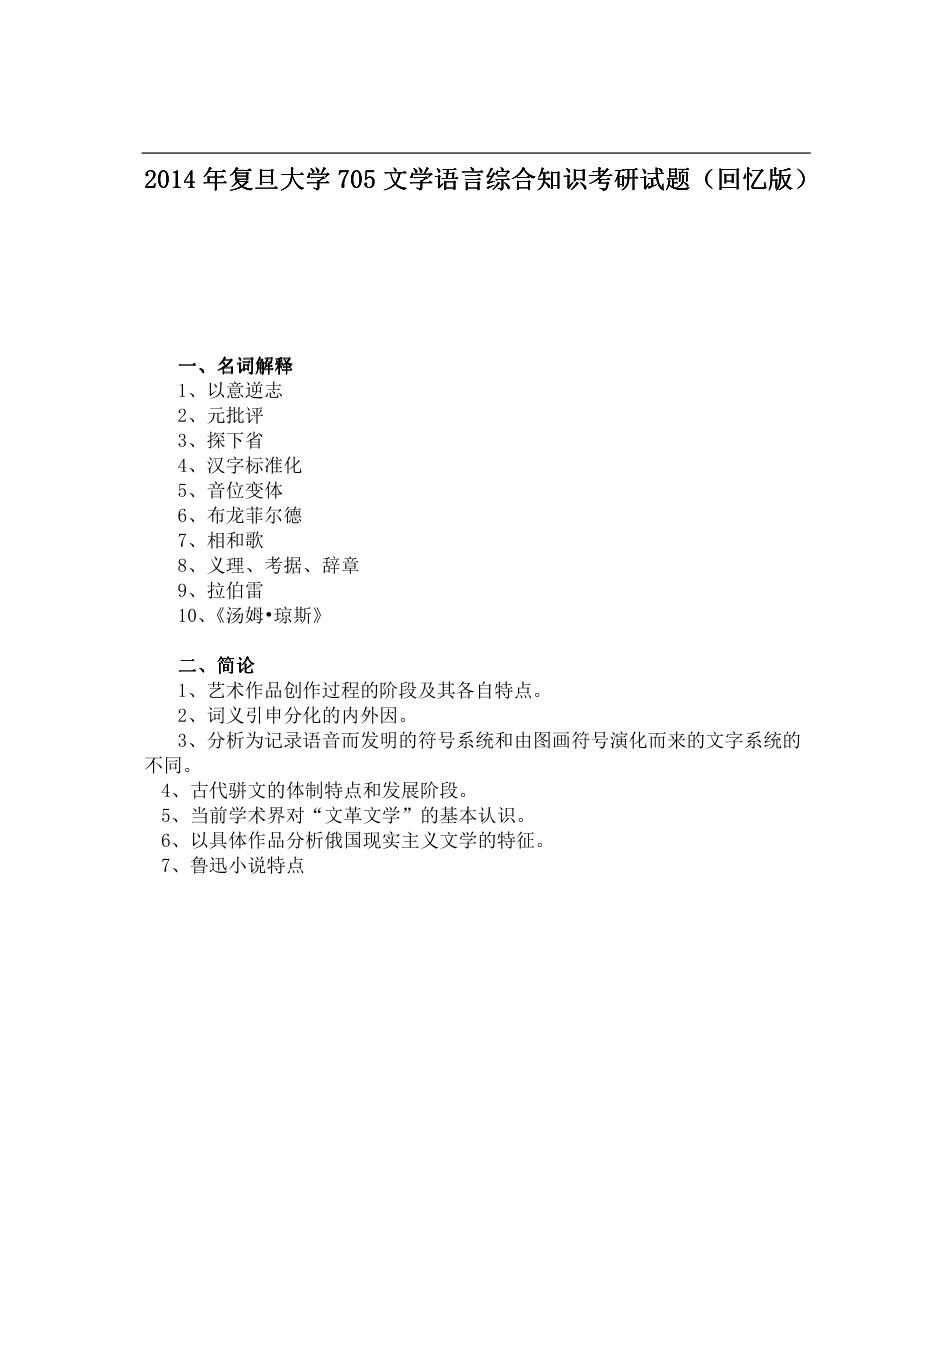 2014 年复旦大学 705 文学语言综合知识考研试题（回忆版）
一、名词解释
1、以意逆志
2、元批评
3、探下省
4、汉字标准化
5、音位变体
6、布龙菲尔德
7、相和歌
8、义理、考据、辞章
9、拉伯雷
10、《汤姆•琼斯》
二、简论
1、艺术作品创作过程的阶段及其各自特点。
2、词义引申分化的内外因。
3、分析为记录语音而发明的符号系统和由图画符号演化而来的文字系统的
不同。
4、古代骈文的体制特点和发展阶段。
5、当前学术界对“文革文学”的基本认识。
6、以具体作品分析俄国现实主义文学的特征。
7、鲁迅小说特点